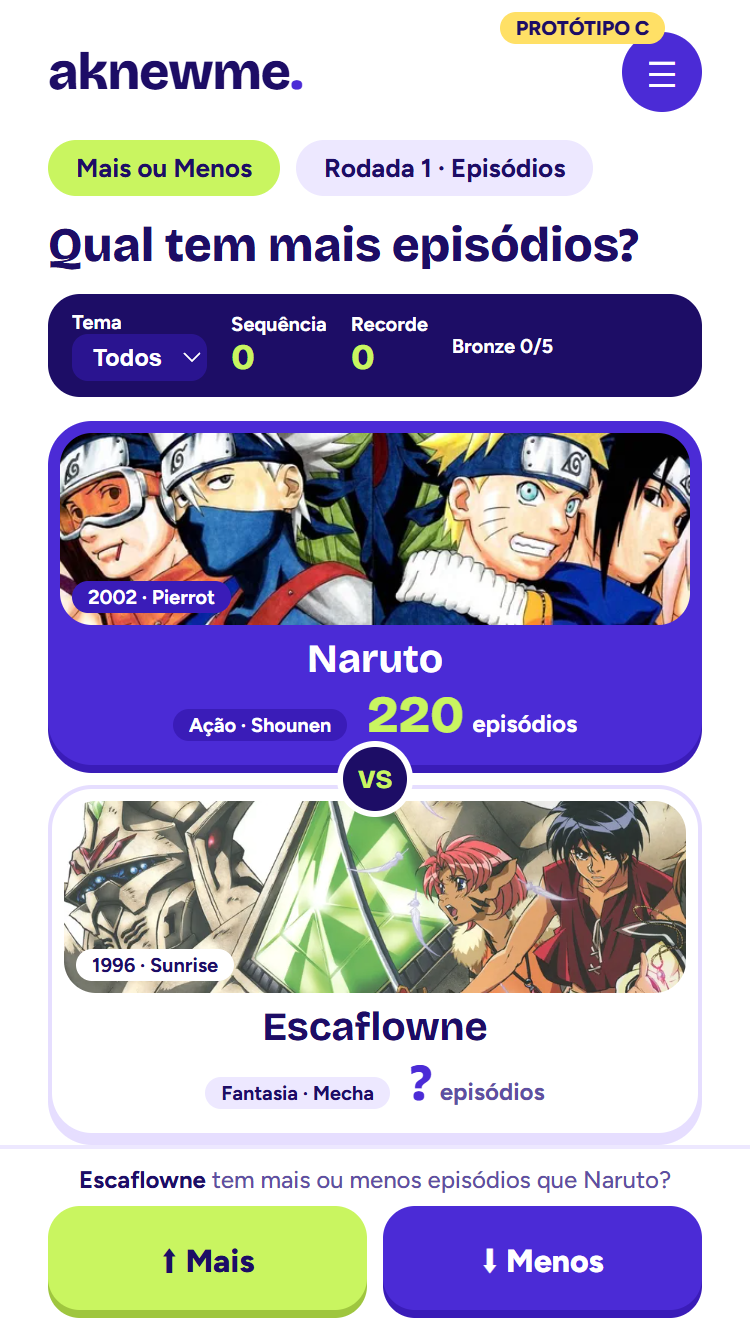 PROTÓTIPO C
aknewme.
Mais ou Menos
Rodada 1 · Episódios
Qual tem mais episódios?
Tema
Todos
Sequência
0
Recorde
0
Bronze 0/5
2002 · Pierrot
Naruto
Ação · Shounen
220 episódios
VS
1996 · Sunrise
Escaflowne
Fantasia · Mecha
? episódios
Escaflowne tem mais ou menos episódios que Naruto?
⬆ Mais
⬇ Menos